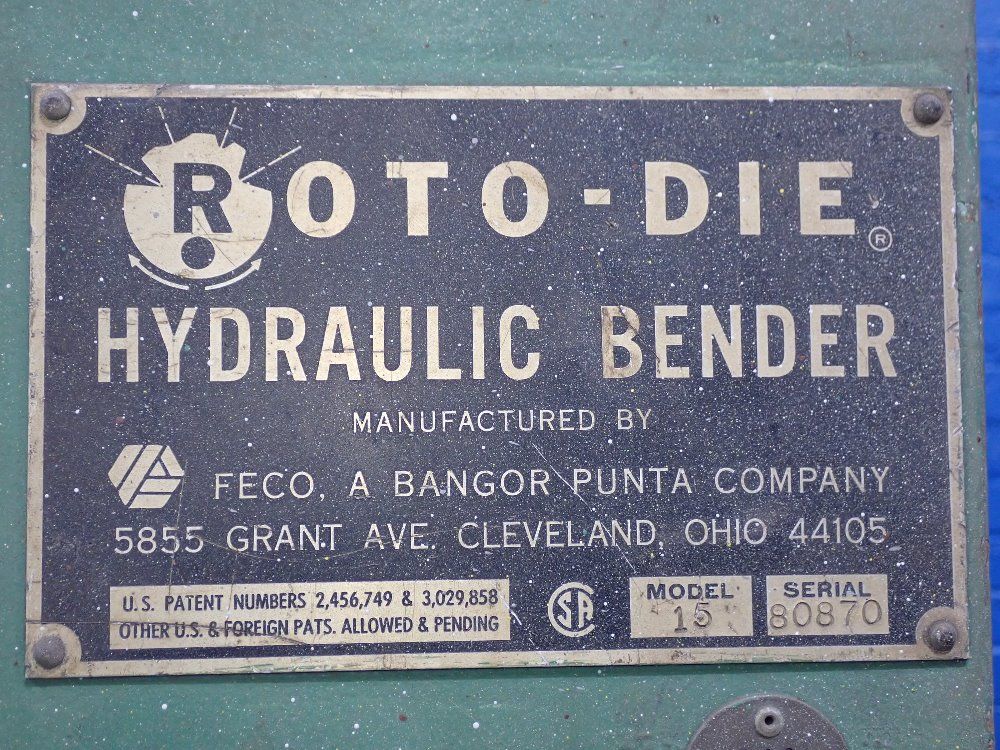 ROTO-DIE®
HYDRAULIC BENDER
MANUFACTURED BY
FECO, A BANGOR PUNTA COMPANY
5855 GRANT AVE. CLEVELAND, OHIO 44105
U.S. PATENT NUMBERS 2,456,749 & 3,029,858
OTHER U.S. & FOREIGN PATS. ALLOWED & PENDING
SA
MODEL
15
SERIAL
80870